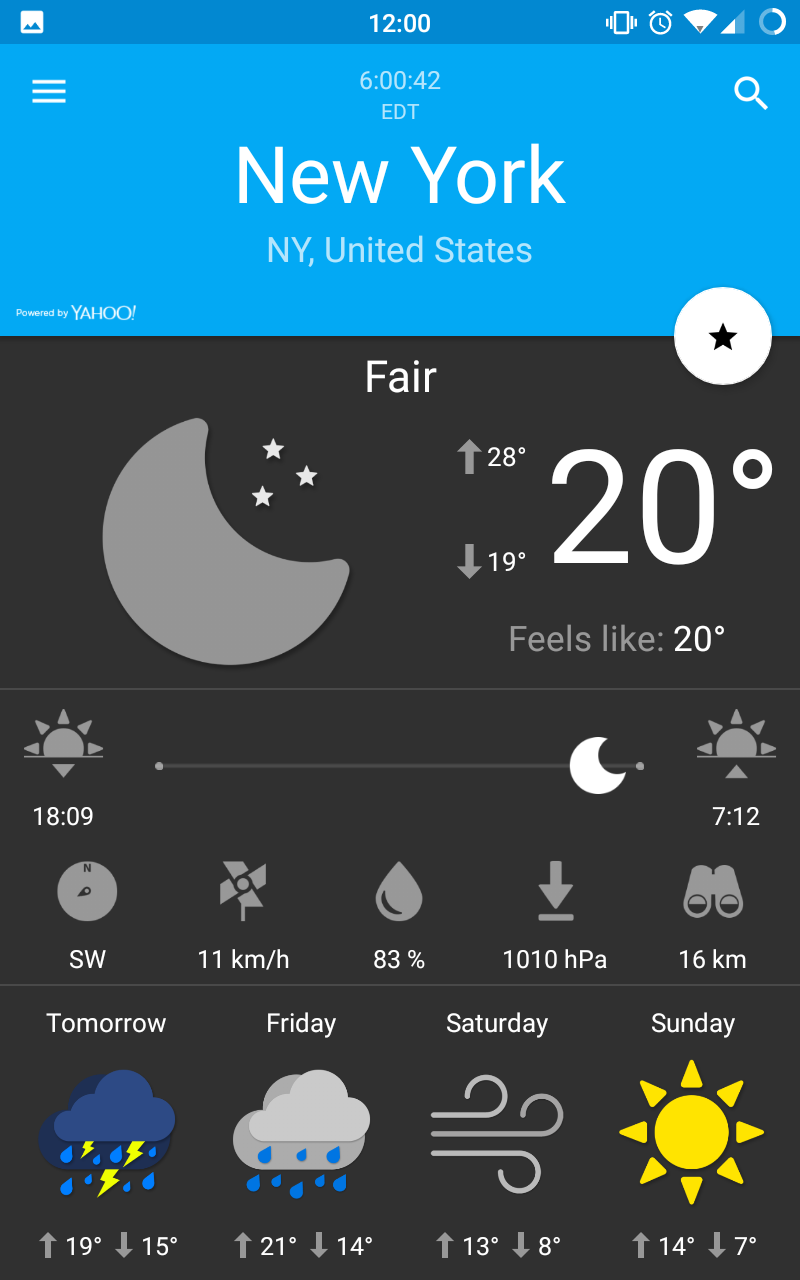 12:00
6:00:42
EDT
New York
NY, United States
Powered by YAHOO!
Fair
28°
20°
19°
Feels like: 20°
18:09
7:12
N
SW
11 km/h
83 %
1010 hPa
16 km
Tomorrow
Friday
Saturday
Sunday
19° 15°
21° 14°
13° 8°
14° 7°